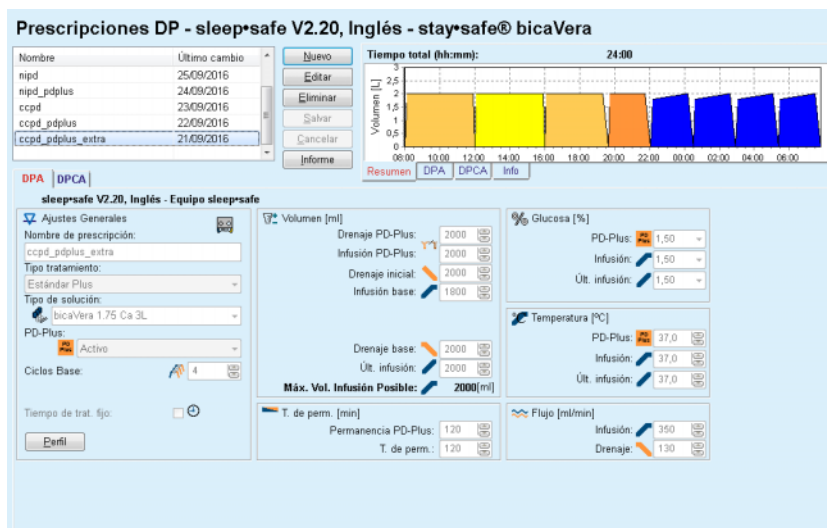 Prescripciones DP - sleep•safe V2.20, Inglés - stay•safe® bicaVera
Nombre Último cambio
nipd 25/09/2016
nipd_pdplus 24/09/2016
ccpd 23/09/2016
ccpd_pdplus 22/09/2016
ccpd_pdplus_extra 21/09/2016
Nuevo
Editar
Eliminar
Salvar
Cancelar
Informe
Tiempo total (hh:mm): 24:00
Volumen [L]
3
2,5
2
1,5
1
0,5
0
08:00 10:00 12:00 14:00 16:00 18:00 20:00 22:00 00:00 02:00 04:00 06:00
Resumen DPA DPCA Info
DPA DPCA
sleep•safe V2.20, Inglés - Equipo sleep•safe
Ajustes Generales
Nombre de prescripción:
ccpd_pdplus_extra
Tipo tratamiento:
Estándar Plus
Tipo de solución:
bicaVera 1.75 Ca 3L
PD-Plus:
PD Plus Activo
Ciclos Base: 4
Tiempo de trat. fijo:
Perfil
Volumen [ml]
Drenaje PD-Plus: 2000
Infusión PD-Plus: 2000
Drenaje inicial: 2000
Infusión base: 1800
Drenaje base: 2000
Últ. infusión: 2000
Máx. Vol. Infusión Posible: 2000[ml]
T. de perm. [min]
Permanencia PD-Plus: 120
T. de perm.: 120
Glucosa [%]
PD-Plus: PD Plus 1,50
Infusión: 1,50
Últ. infusión: 1,50
Temperatura [ºC]
PD-Plus: PD Plus 37,0
Infusión: 37,0
Últ. infusión: 37,0
Flujo [ml/min]
Infusión: 350
Drenaje: 130